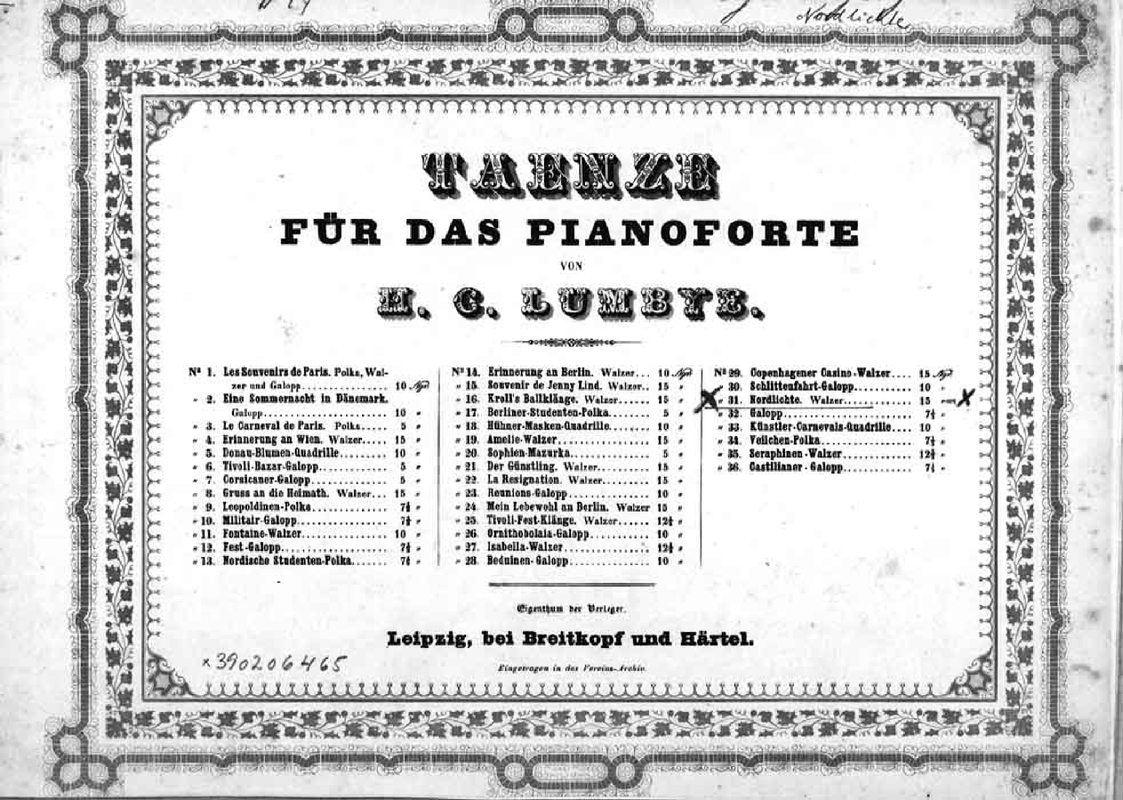 Nordlichte
TAENZE
FÜR DAS PIANOFORTE
VON
H. C. LUMBYE.
Nº 1. Les Souvenirs de Paris. Polka, Wal-
zer und Galopp 10 Ngr
" 2. Eine Sommernacht in Dänemark.
Galopp 10 "
" 3. Le Carneval de Paris. Polka 5 "
" 4. Erinnerung an Wien. Walzer 15 "
" 5. Donau-Blumen-Quadrille 10 "
" 6. Tivoli-Bazar-Galopp 5 "
" 7. Corsicaner-Galopp 5 "
" 8. Gruss an die Heimath. Walzer 15 "
" 9. Leopoldinen-Polka 7½ "
" 10. Militair-Galopp 7½ "
" 11. Fontaine-Walzer 10 "
" 12. Fest-Galopp 7½ "
" 13. Nordische Studenten-Polka 7½ "
Nº 14. Erinnerung an Berlin. Walzer 10 Ngr
" 15. Souvenir de Jenny Lind. Walzer 15 "
" 16. Kroll's Ballklänge. Walzer 15 "
" 17. Berliner-Studenten-Polka 5 "
" 18. Hühner-Masken-Quadrille 10 "
" 19. Amelie-Walzer 15 "
" 20. Sophien-Mazurka 5 "
" 21. Der Günstling. Walzer 15 "
" 22. La Resignation. Walzer 15 "
" 23. Reunions-Galopp 10 "
" 24. Mein Lebewohl an Berlin. Walzer 15 "
" 25. Tivoli-Fest-Klänge. Walzer 12½ "
" 26. Ornithobolaia-Galopp 10 "
" 27. Isabella-Walzer 12½ "
" 28. Beduinen-Galopp 10 "
Nº 29. Copenhagener Casino-Walzer 15 Ngr
" 30. Schlittenfahrt-Galopp 10 "
X " 31. Nordlichte. Walzer 15 X
" 32. Galopp 7½ "
" 33. Künstler-Carnevals-Quadrille 10 "
" 34. Veilchen-Polka 7½ "
" 35. Seraphinen-Walzer 12½ "
" 36. Castilianer-Galopp 7½ "
Eigenthum der Verleger.
Leipzig, bei Breitkopf und Härtel.
Eingetragen in das Vereins-Archiv.
x390206465